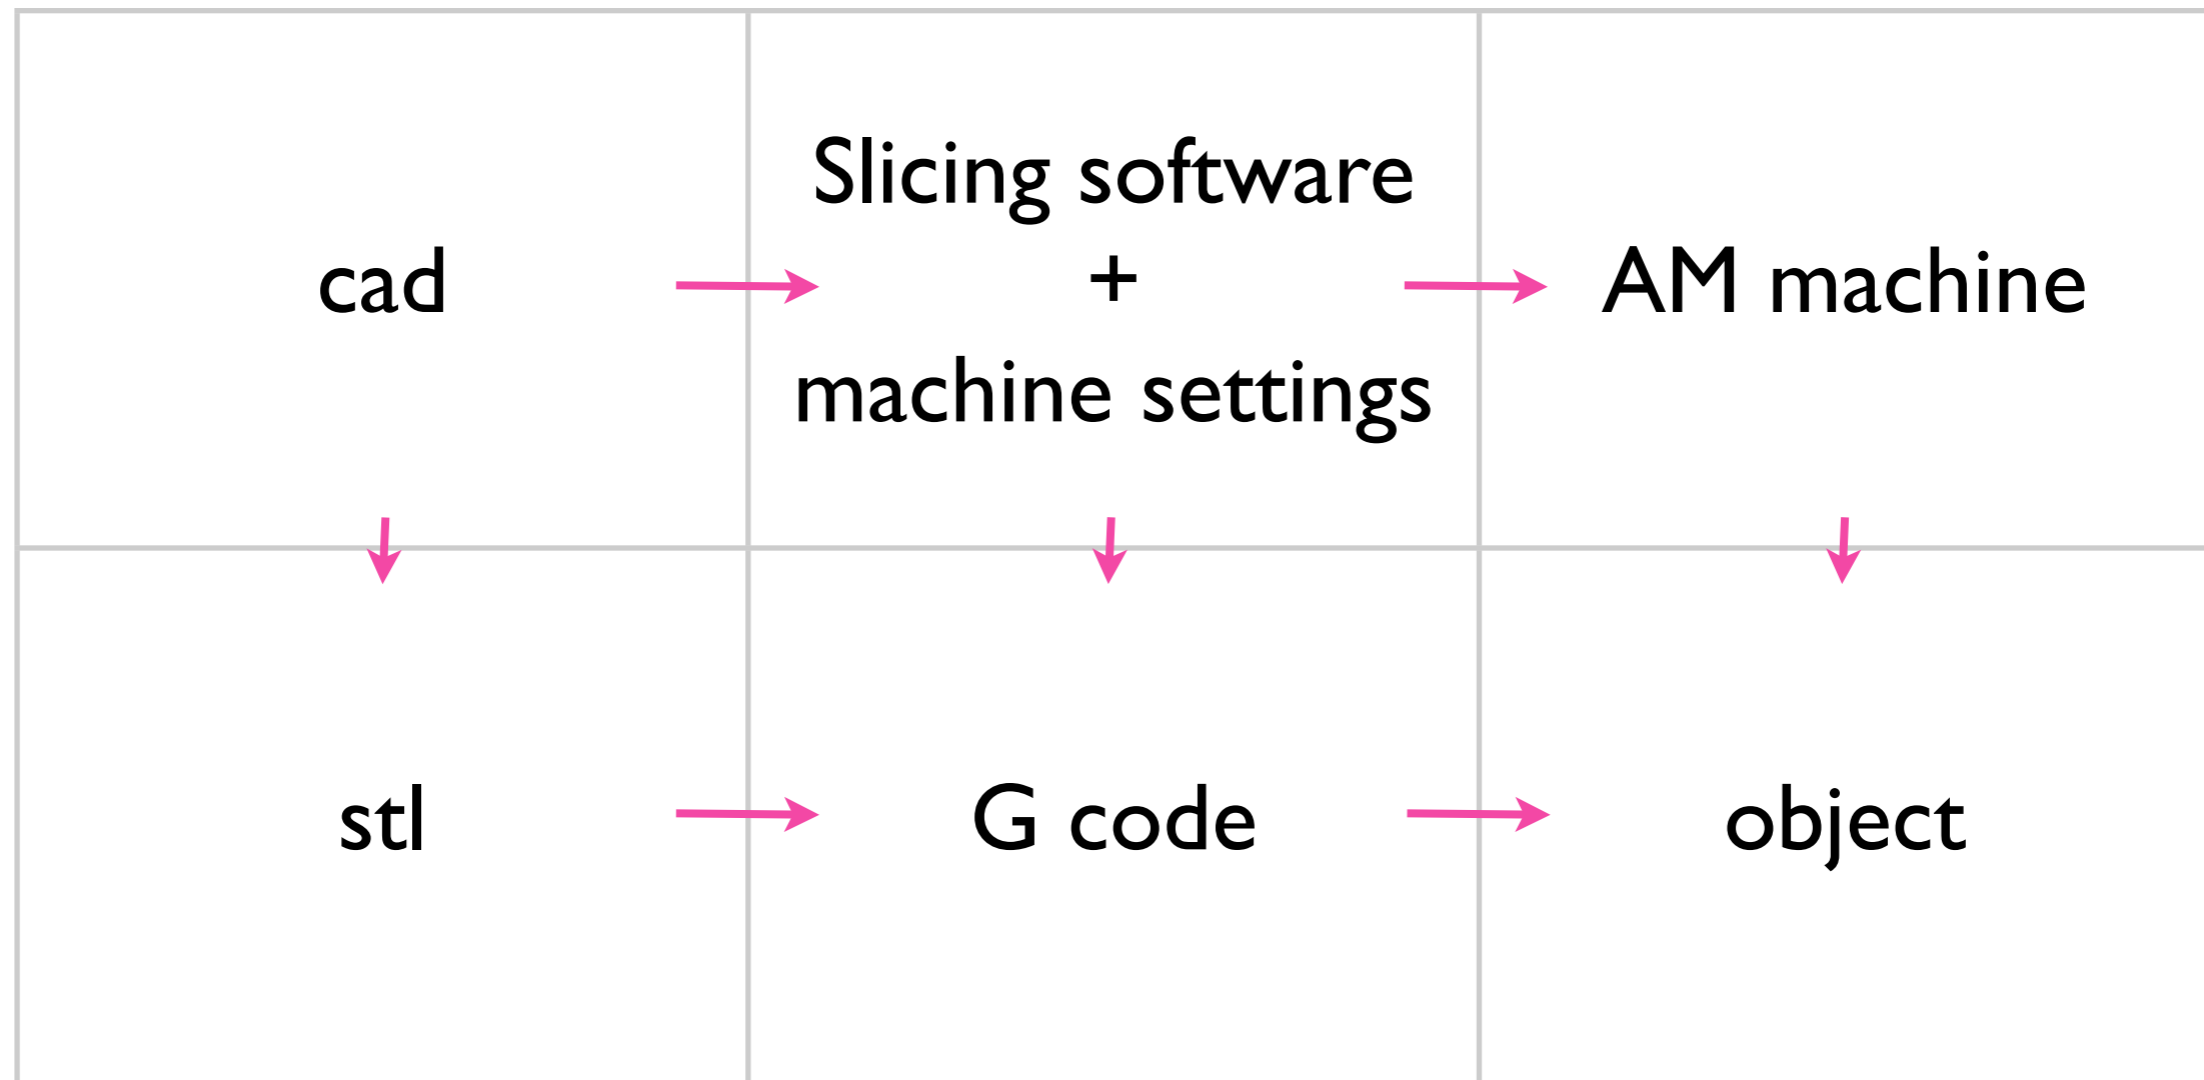 cad
Slicing software
+
machine settings
AM machine
stl
G code
object